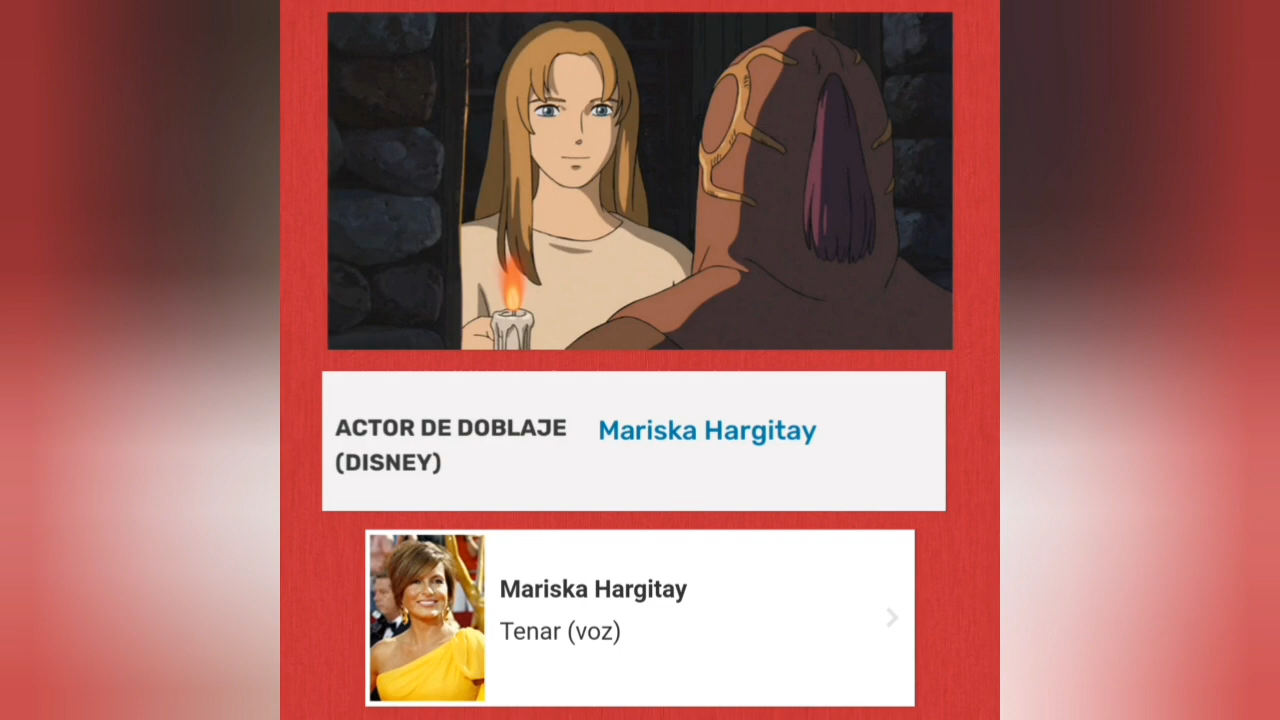 ACTOR DE DOBLAJE
(DISNEY)
Mariska Hargitay
Mariska Hargitay
Tenar (voz)